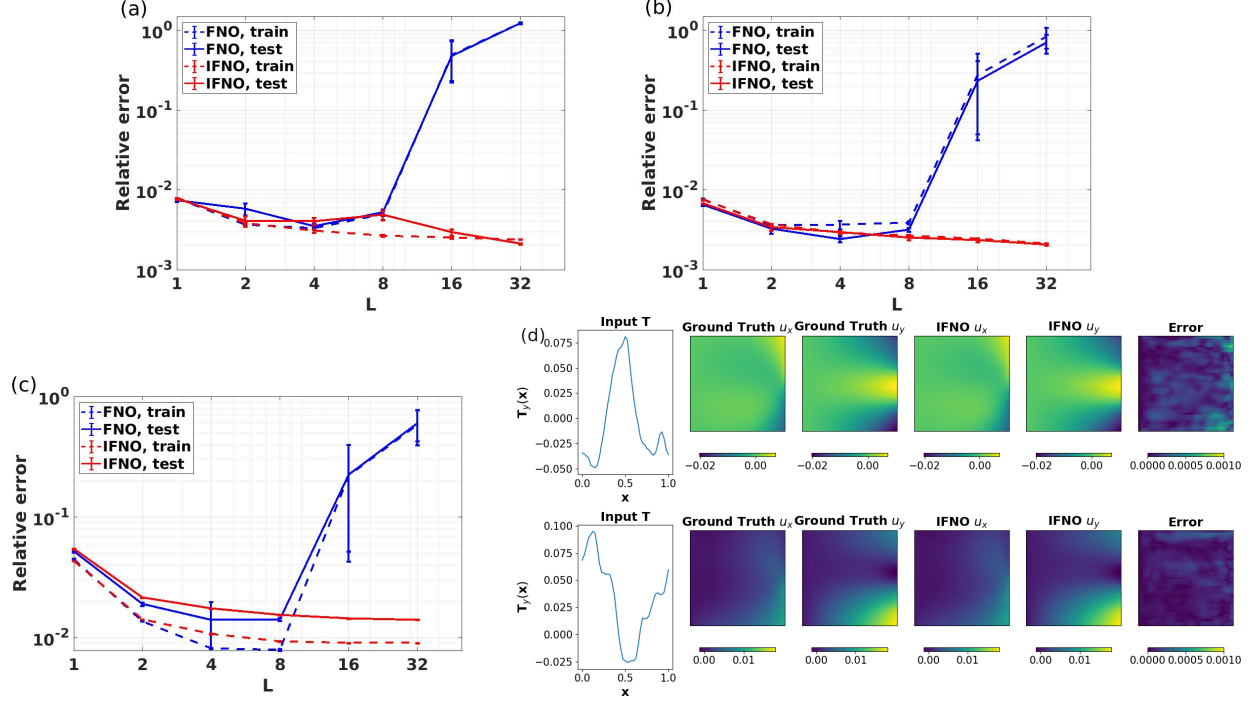 (a)
10^0
10^-1
10^-2
10^-3
Relative error
FNO, train
FNO, test
IFNO, train
IFNO, test
1 2 4 8 16 32
L
(b)
10^0
10^-1
10^-2
10^-3
Relative error
FNO, train
FNO, test
IFNO, train
IFNO, test
1 2 4 8 16 32
L
(c)
10^0
10^-1
10^-2
Relative error
FNO, train
FNO, test
IFNO, train
IFNO, test
1 2 4 8 16 32
L
(d)
Input T Ground Truth u_x Ground Truth u_y IFNO u_x IFNO u_y Error
0.075
0.050
0.025
0.000
−0.025
−0.050
T_y(x)
0.0 0.5 1.0
x
−0.02 0.00 −0.02 0.00 −0.02 0.00 −0.02 0.00 0.0000 0.0005 0.0010
Input T Ground Truth u_x Ground Truth u_y IFNO u_x IFNO u_y Error
0.100
0.075
0.050
0.025
0.000
−0.025
T_y(x)
0.0 0.5 1.0
x
0.00 0.01 0.00 0.01 0.00 0.01 0.00 0.01 0.0000 0.0005 0.0010